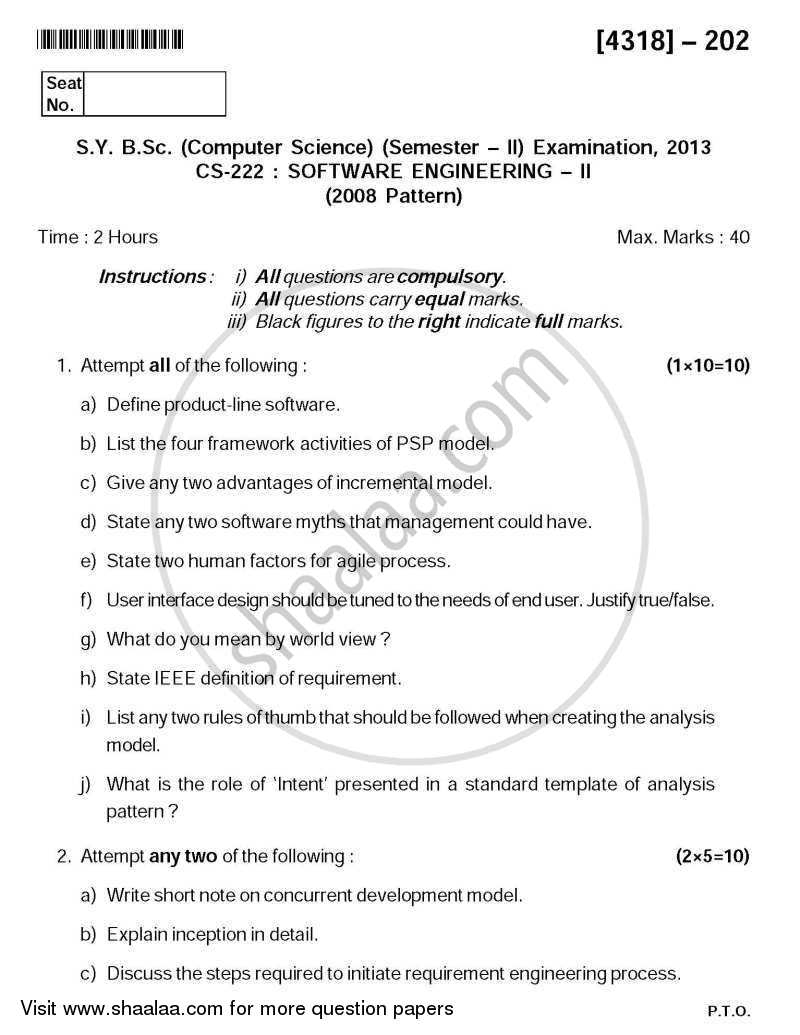 [4318] – 202
Seat
No.
S.Y. B.Sc. (Computer Science) (Semester – II) Examination, 2013
CS-222 : SOFTWARE ENGINEERING – II
(2008 Pattern)
Time : 2 Hours Max. Marks : 40
Instructions : i) All questions are compulsory.
ii) All questions carry equal marks.
iii) Black figures to the right indicate full marks.
1. Attempt all of the following : (1×10=10)
a) Define product-line software.
b) List the four framework activities of PSP model.
c) Give any two advantages of incremental model.
d) State any two software myths that management could have.
e) State two human factors for agile process.
f) User interface design should be tuned to the needs of end user. Justify true/false.
g) What do you mean by world view ?
h) State IEEE definition of requirement.
i) List any two rules of thumb that should be followed when creating the analysis
model.
j) What is the role of ‘Intent’ presented in a standard template of analysis
pattern ?
2. Attempt any two of the following : (2×5=10)
a) Write short note on concurrent development model.
b) Explain inception in detail.
c) Discuss the steps required to initiate requirement engineering process.
shaalaa.com
Visit www.shaalaa.com for more question papers
P.T.O.